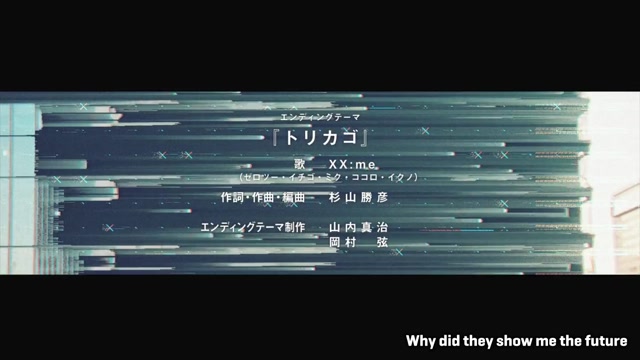 エンディングテーマ
『トリカゴ』
歌 XX:me
（ゼロツー・イチゴ・ミク・ココロ・イクノ）
作詞・作曲・編曲 杉山勝彦
エンディングテーマ制作 山内真治
岡村 弦
Why did they show me the future